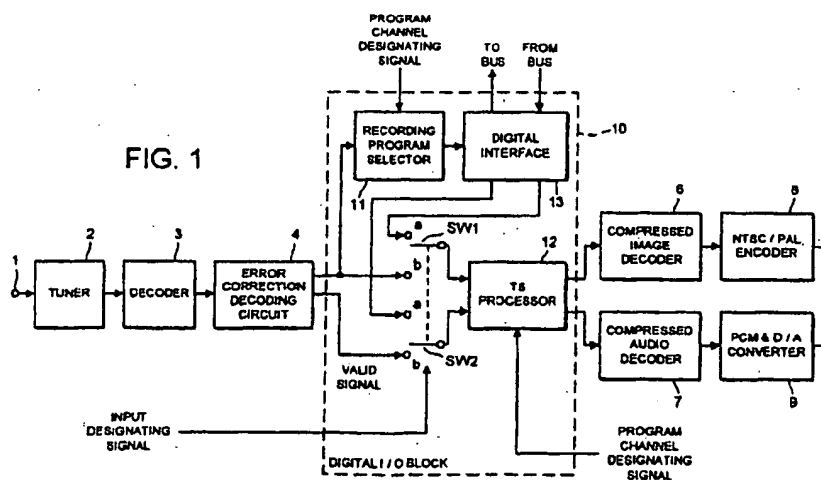 PROGRAM
CHANNEL
DESIGNATING
SIGNAL
TO
BUS
FROM
BUS
FIG. 1
RECORDING
PROGRAM
SELECTOR
11
DIGITAL
INTERFACE
13
10
1
2
TUNER
3
DECODER
4
ERROR
CORRECTION
DECODING
CIRCUIT
a
SW1
b
a
SW2
b
VALID
SIGNAL
12
TS
PROCESSOR
6
COMPRESSED
IMAGE
DECODER
8
NTSC / PAL
ENCODER
COMPRESSED
AUDIO
DECODER
7
PCM & D / A
CONVERTER
9
INPUT
DESIGNATING
SIGNAL
DIGITAL I / O BLOCK
PROGRAM
CHANNEL
DESIGNATING
SIGNAL